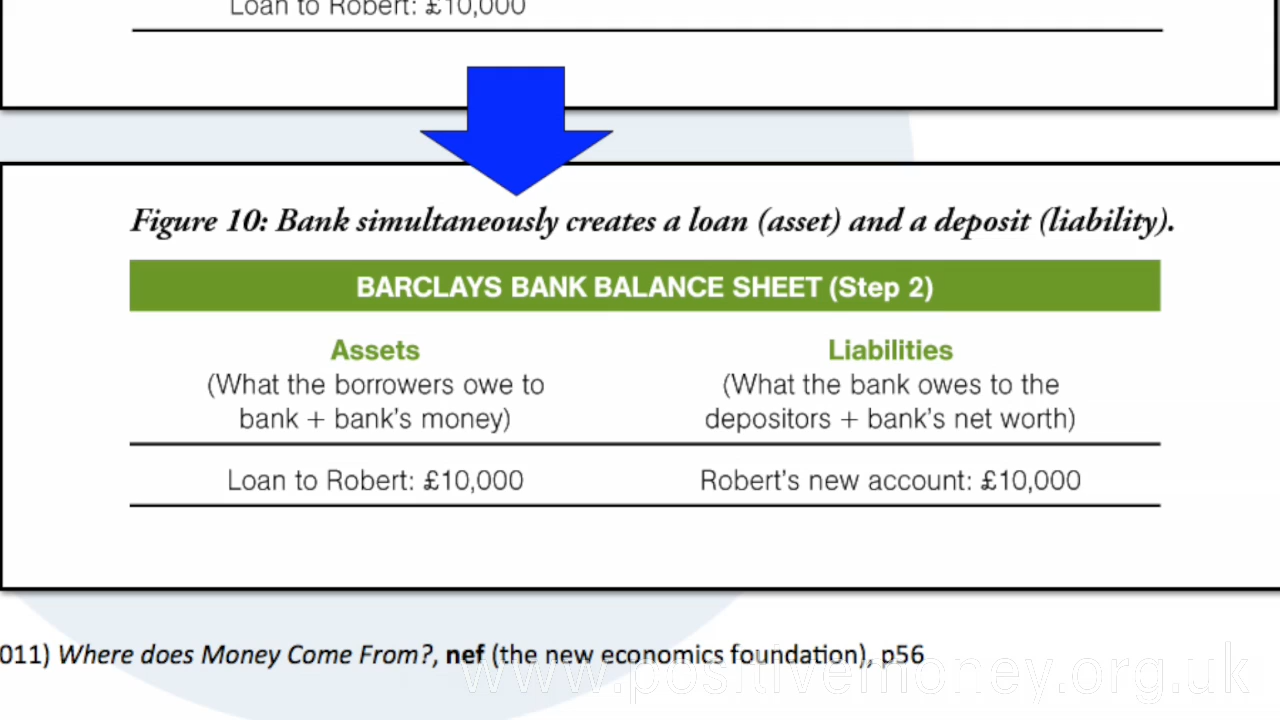 Loan to Robert: £10,000
Figure 10: Bank simultaneously creates a loan (asset) and a deposit (liability).
BARCLAYS BANK BALANCE SHEET (Step 2)
Assets
Liabilities
(What the borrowers owe to
bank + bank's money)
(What the bank owes to the
depositors + bank's net worth)
Loan to Robert: £10,000
Robert's new account: £10,000
011) Where does Money Come From?, nef (the new economics foundation), p56
www.positivemoney.org.uk